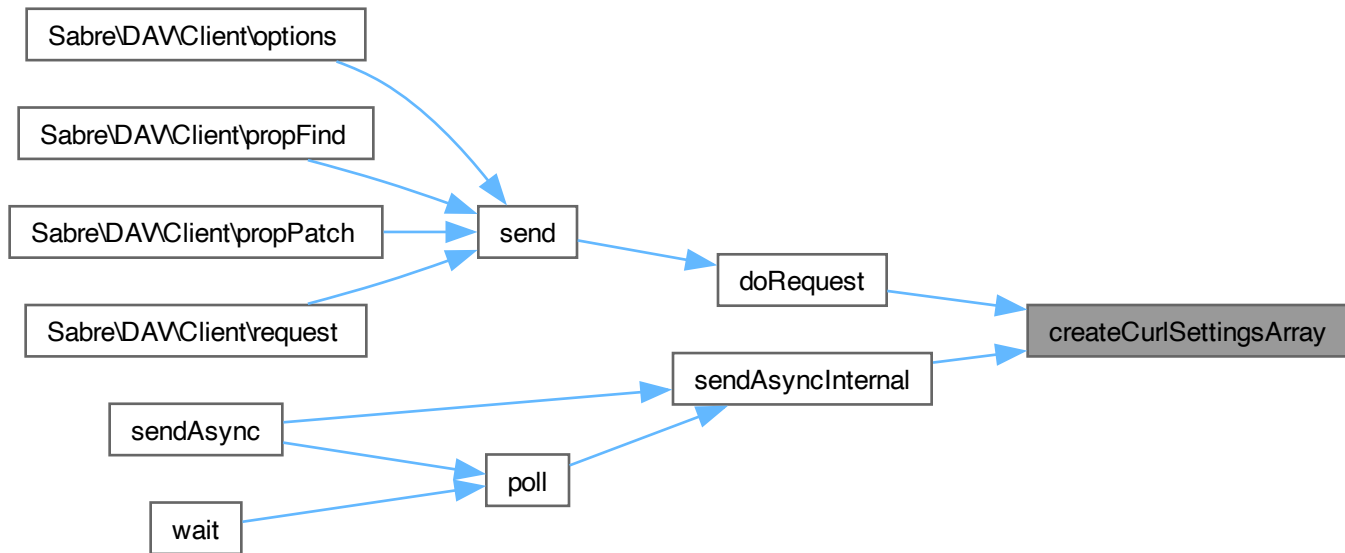 Sabre\DAV\Client\options
Sabre\DAV\Client\propFind
Sabre\DAV\Client\propPatch
send
doRequest
Sabre\DAV\Client\request
createCurlSettingsArray
sendAsyncInternal
sendAsync
poll
wait